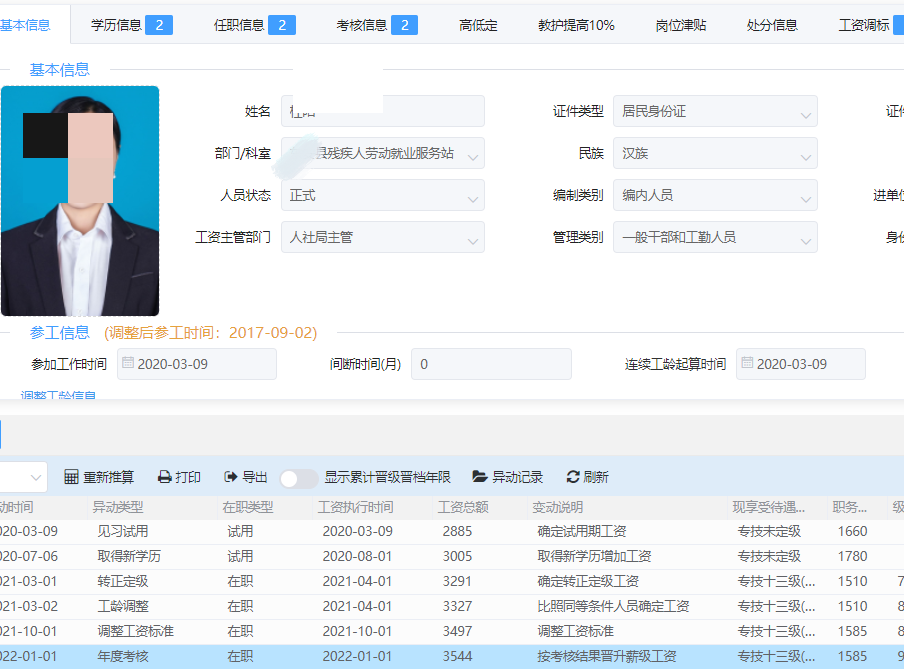 基本信息 学历信息 2 任职信息 2 考核信息 2 高低定 教护提高10% 岗位津贴 处分信息 工资调标
基本信息
姓名 证件类型 居民身份证
部门/科室 县残疾人劳动就业服务站 民族 汉族
人员状态 正式 编制类别 编内人员 进单位
工资主管部门 人社局主管 管理类别 一般干部和工勤人员
参工信息 (调整后参工时间：2017-09-02)
参加工作时间 2020-03-09 间断时间(月) 0 连续工龄起算时间 2020-03-09
调整工龄信息
重新推算 打印 导出 显示累计晋级晋档年限 异动记录 刷新
动时间 异动类型 在职类型 工资执行时间 工资总额 变动说明 现享受待遇... 职务... 级
020-03-09 见习试用 试用 2020-03-09 2885 确定试用期工资 专技未定级 1660
020-07-06 取得新学历 试用 2020-08-01 3005 取得新学历增加工资 专技未定级 1780
021-03-01 转正定级 在职 2021-04-01 3291 确定转正定级工资 专技十三级(... 1510 7
021-03-02 工龄调整 在职 2021-04-01 3327 比照同等条件人员确定工资 专技十三级(... 1510 8
021-10-01 调整工资标准 在职 2021-10-01 3497 调整工资标准 专技十三级(... 1585 8
022-01-01 年度考核 在职 2022-01-01 3544 按考核结果晋升薪级工资 专技十三级(... 1585 9